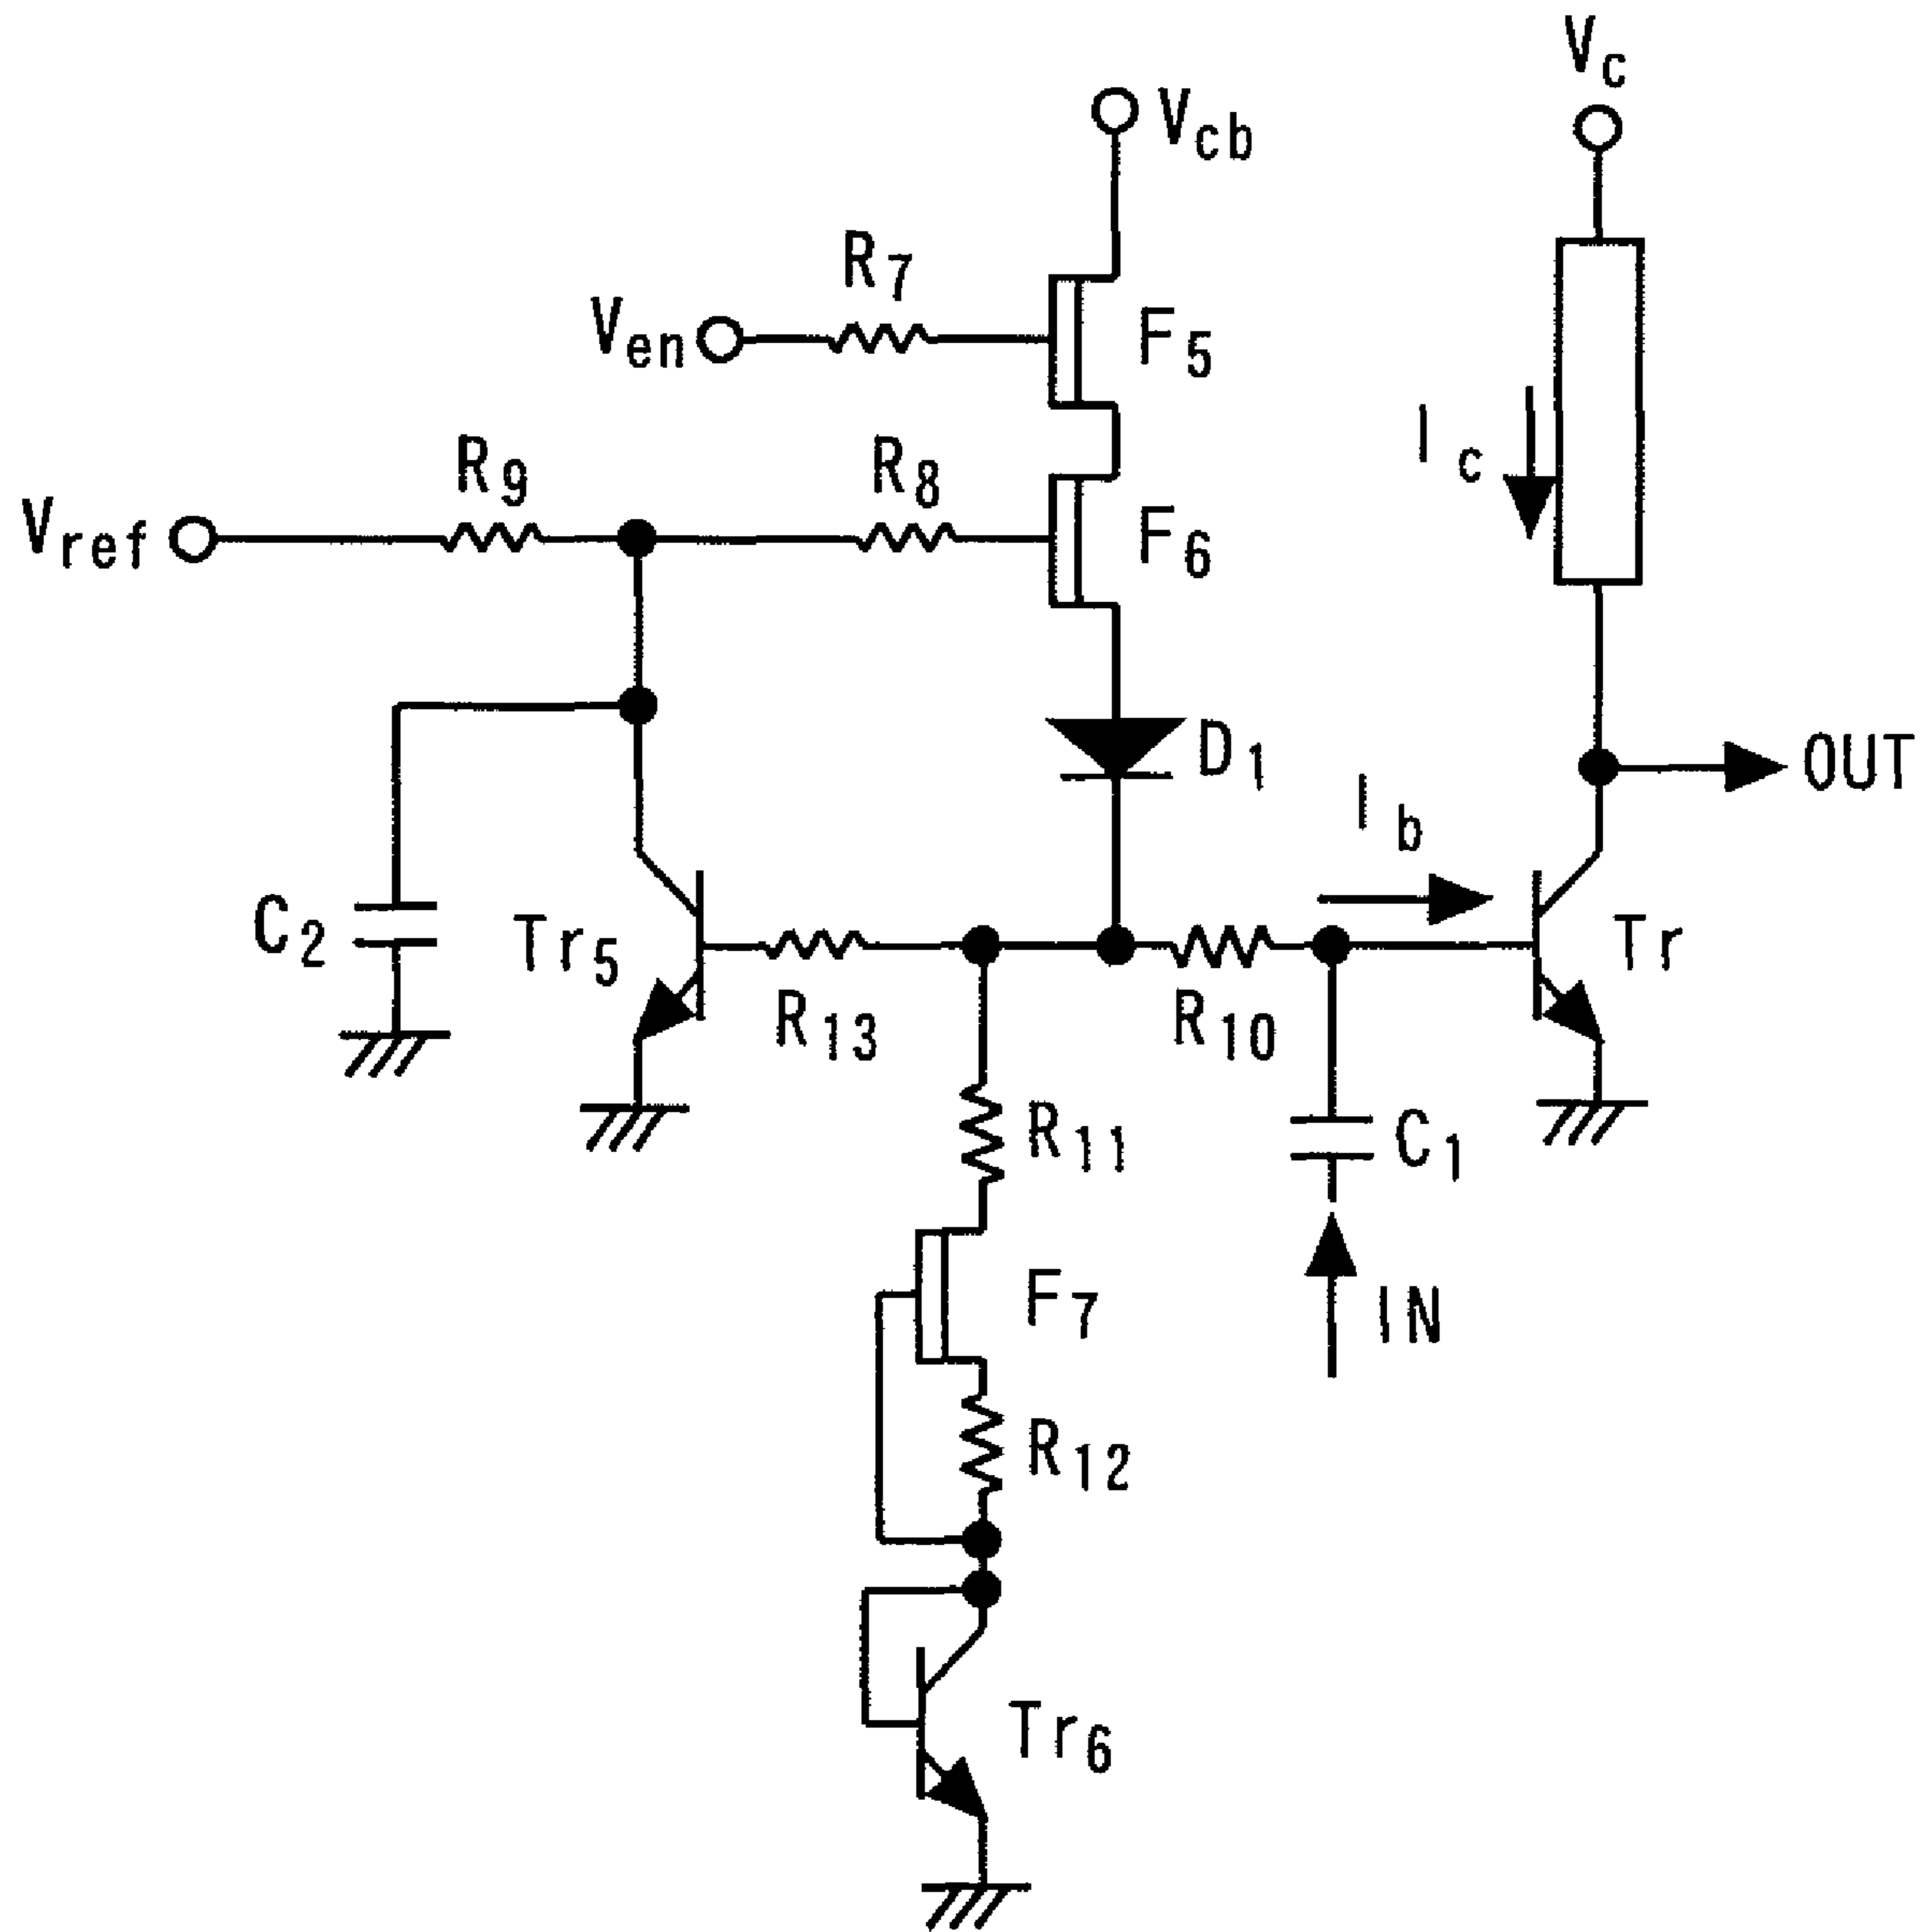 Vc
Vcb
R7
Ven
F5
Ic
R9
R8
Vref
F6
D1
OUT
Ib
C2
Tr5
Tr
R13
R10
R11
C1
F7
IN
R12
Tr6